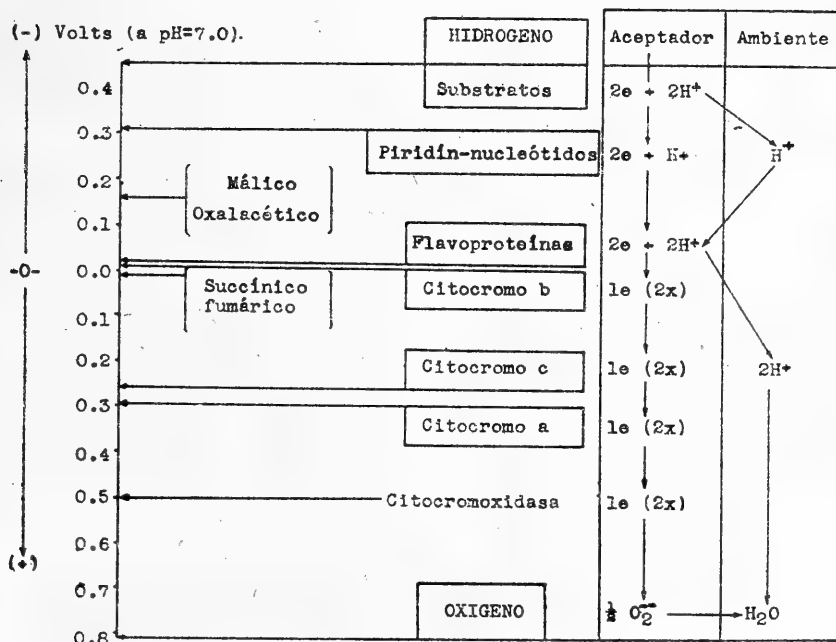 (-) Volts (a pH=7.0).
HIDROGENO
Aceptador
Ambiente
0.4
Substratos
2e + 2H+
0.3
Piridín-nucleótidos
2e + H+
H+
0.2
Málico
Oxalacético
0.1
Flavoproteínas
2e + 2H+
-0-
0.0
Succínico
fumárico
Citocromo b
1e (2x)
0.1
0.2
Citocromo c
1e (2x)
2H+
0.3
Citocromo a
1e (2x)
0.4
0.5
Citocromoxidasa
1e (2x)
0.6
(+)
0.7
OXIGENO
½ O2--
H2O
0.8